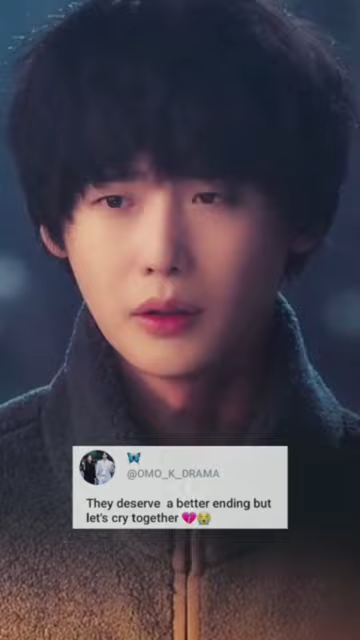 @OMO_K_DRAMA
They deserve a better ending but
let's cry together 💔😭